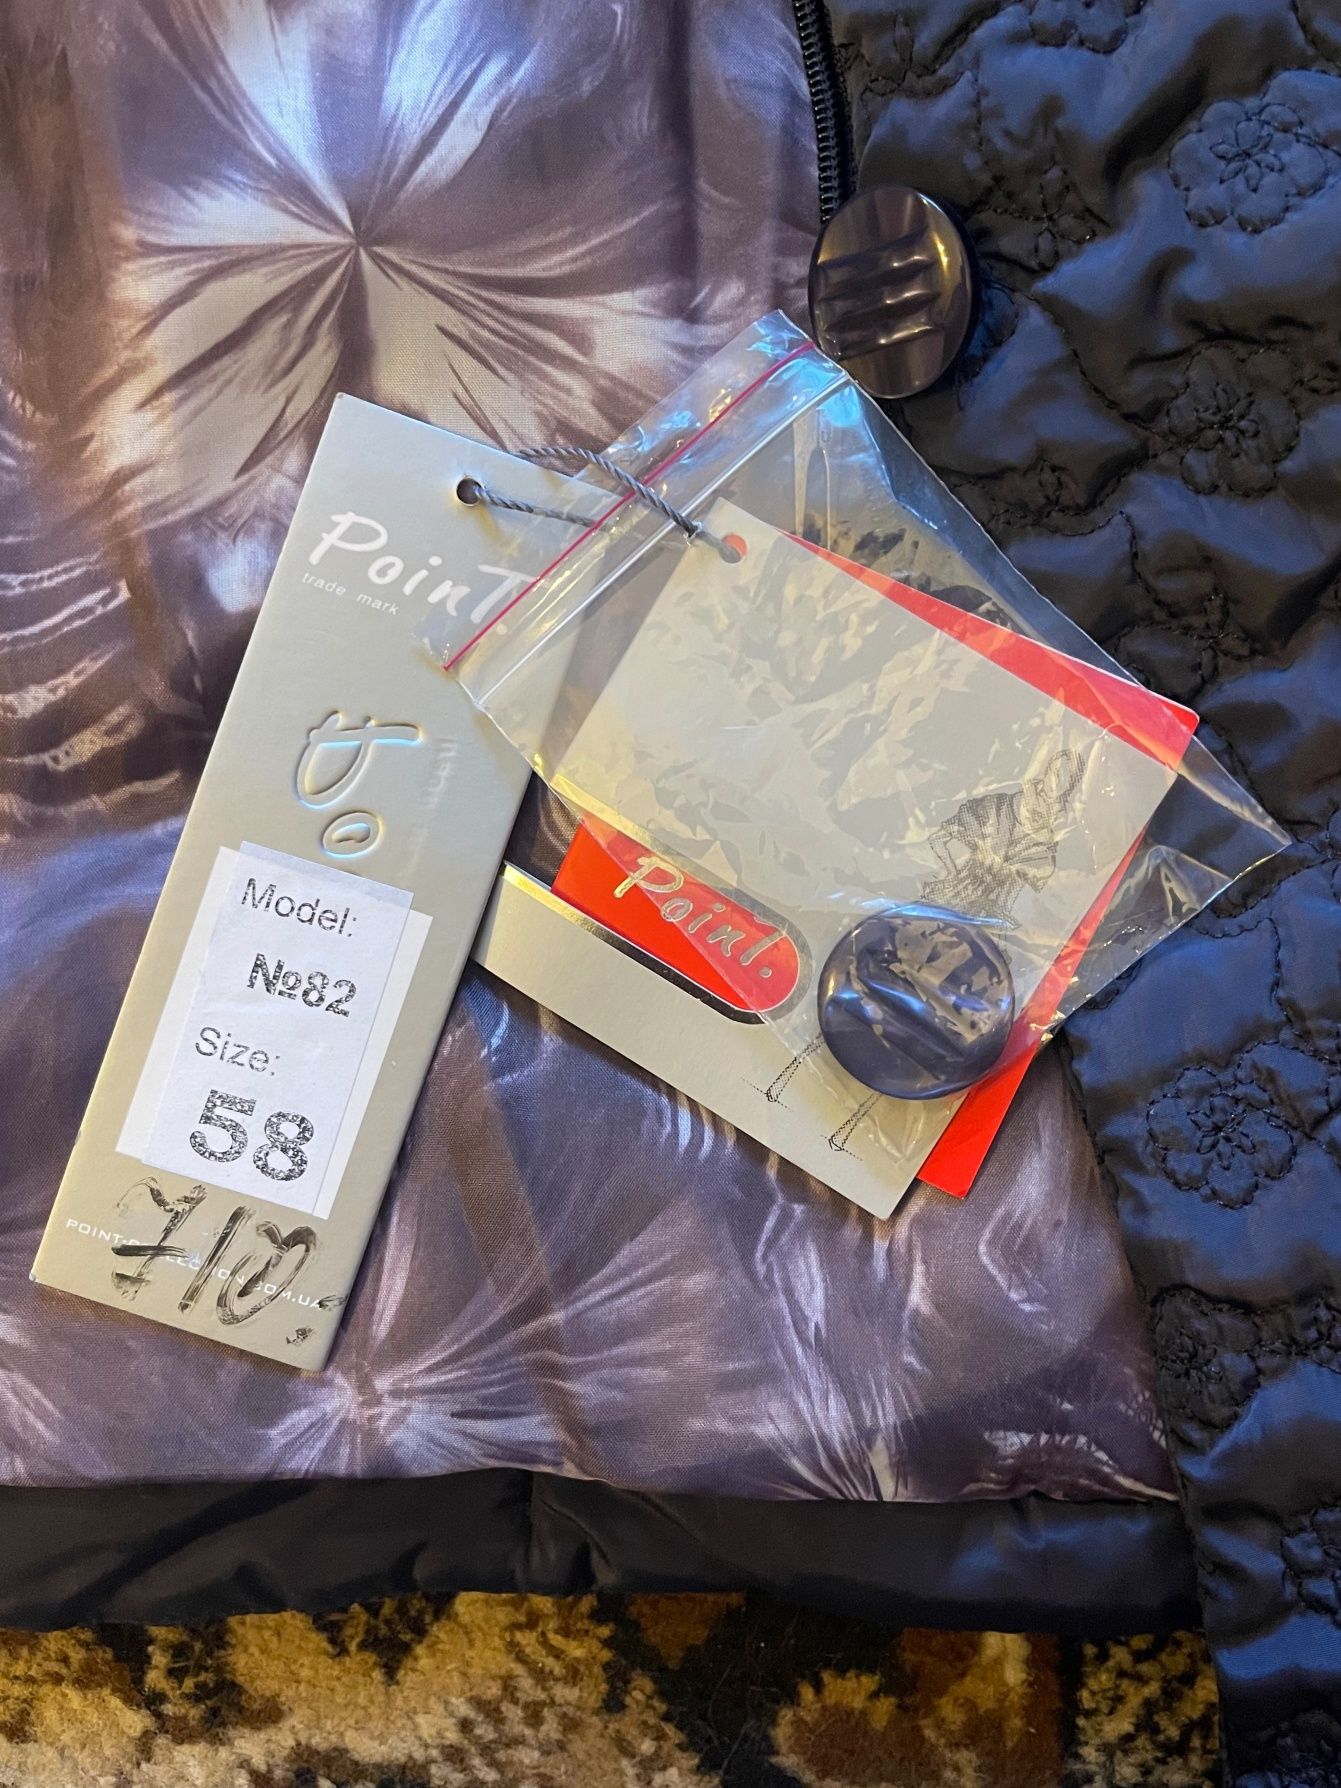 PoinT.
trade mark
Model:
№82
Size:
58
710.
Point.